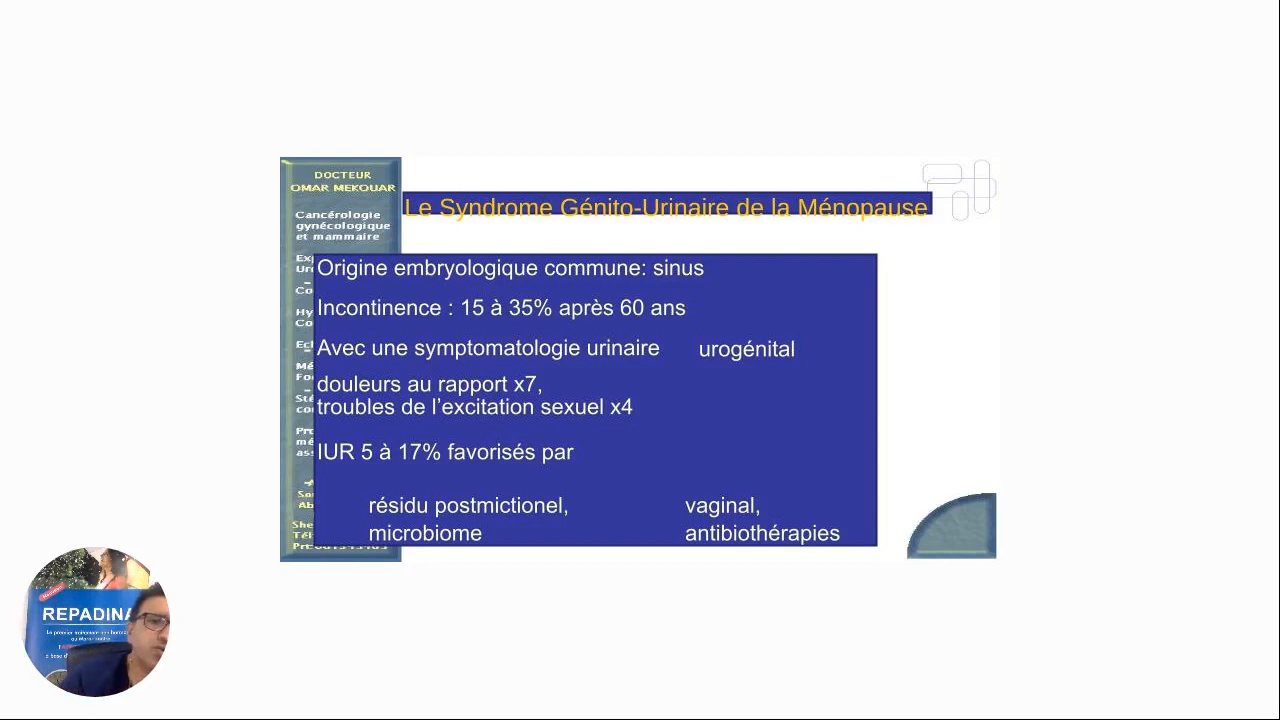 DOCTEUR
OMAR MEKOUAR
Cancérologie
gynécologique
et mammaire
Le Syndrome Génito-Urinaire de la Ménopause
Origine embryologique commune: sinus
Incontinence : 15 à 35% après 60 ans
Avec une symptomatologie urinaire urogénital
douleurs au rapport x7,
troubles de l’excitation sexuel x4
IUR 5 à 17% favorisés par
résidu postmictionel, vaginal,
microbiome antibiothérapies
REPADINA